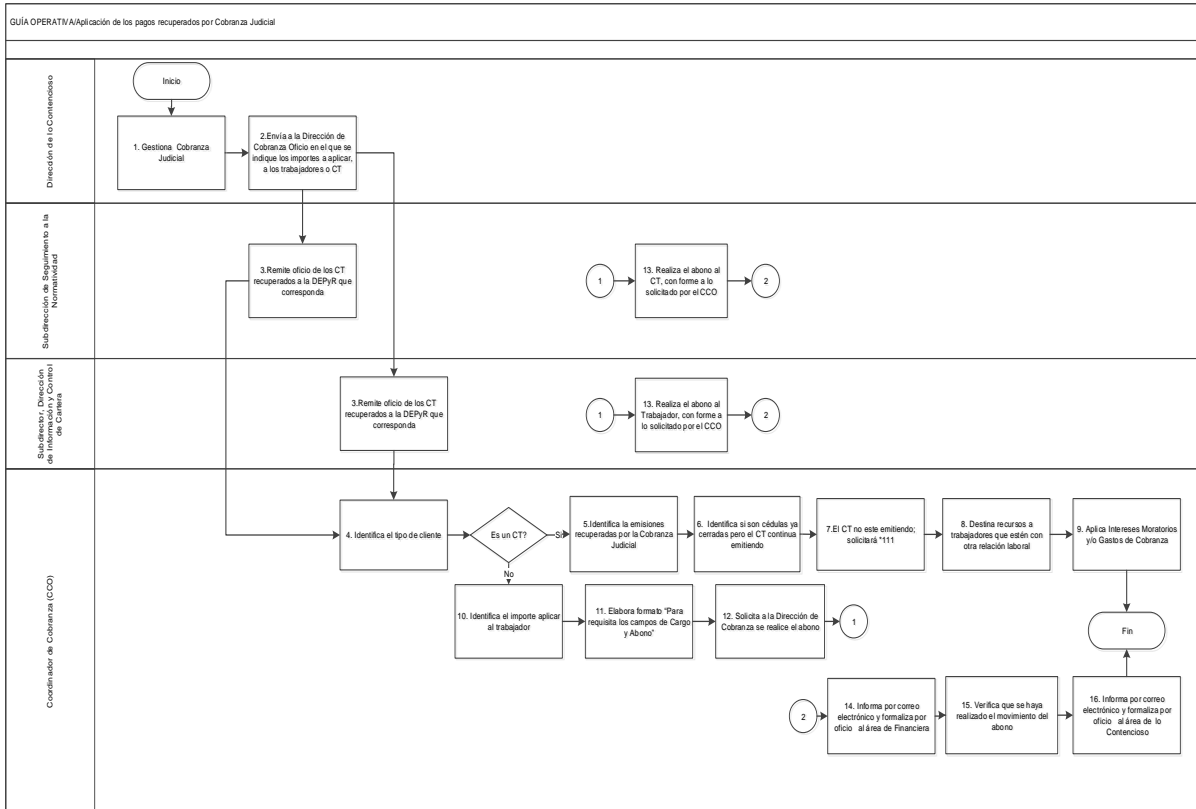 GUÍA OPERATIVA/Aplicación de los pagos recuperados por Cobranza Judicial
Dirección de lo Contencioso
Inicio
1. Gestiona Cobranza
Judicial
2.Envía a la Dirección de
Cobranza Oficio en el que se
indique los importes a aplicar,
a los trabajadores o CT
Subdirección de Seguimiento a la
Normatividad
3.Remite oficio de los CT
recuperados a la DEPyR que
corresponda
1
13. Realiza el abono al
CT, con forme a lo
solicitado por el CCO
2
Subdirector, Dirección
de Información y Control
de Cartera
3.Remite oficio de los CT
recuperados a la DEPyR que
corresponda
1
13. Realiza el abono al
Trabajador, con forme a
lo solicitado por el CCO
2
Coordinador de Cobranza (CCO)
4. Identifica el tipo de cliente
Es un CT?
Si
5.Identifica la emisiones
recuperadas por la Cobranza
Judicial
6. Identifica si son cédulas ya
cerradas pero el CT continua
emitiendo
7.El CT no este emitiendo;
solicitará "111
8. Destina recursos a
trabajadores que estén con
otra relación laboral
9. Aplica Intereses Moratorios
y/o Gastos de Cobranza
No
10. Identifica el importe aplicar
al trabajador
11. Elabora formato "Para
requisita los campos de Cargo
y Abono"
12. Solicita a la Dirección de
Cobranza se realice el abono
1
Fin
2
14. Informa por correo
electrónico y formaliza por
oficio al área de Financiera
15. Verifica que se haya
realizado el movimiento del
abono
16. Informa por correo
electrónico y formaliza por
oficio al área de lo
Contencioso